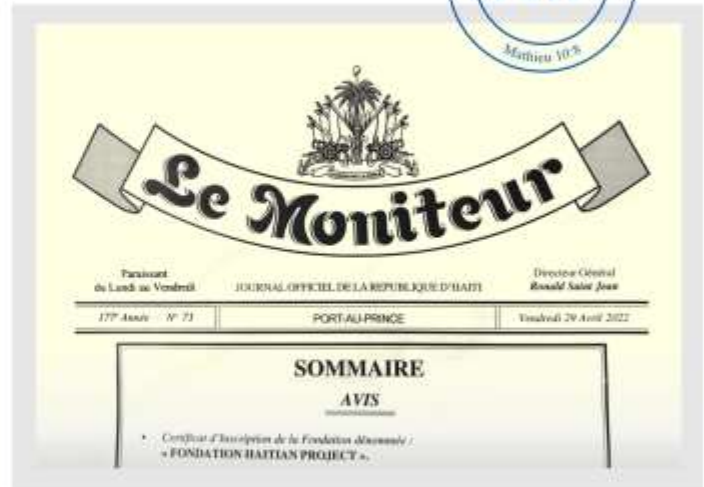 Mathieu 10:8
Le Moniteur
Paraissant
du Lundi au Vendredi
JOURNAL OFFICIEL DE LA REPUBLIQUE D'HAITI
Directeur Général
Ronald Saint Jean
177e Année N° 71
PORT-AU-PRINCE
Vendredi 29 Avril 2022
SOMMAIRE
AVIS
• Certificat d'Inscription de la Fondation dénommée :
« FONDATION HAITIAN PROJECT ».